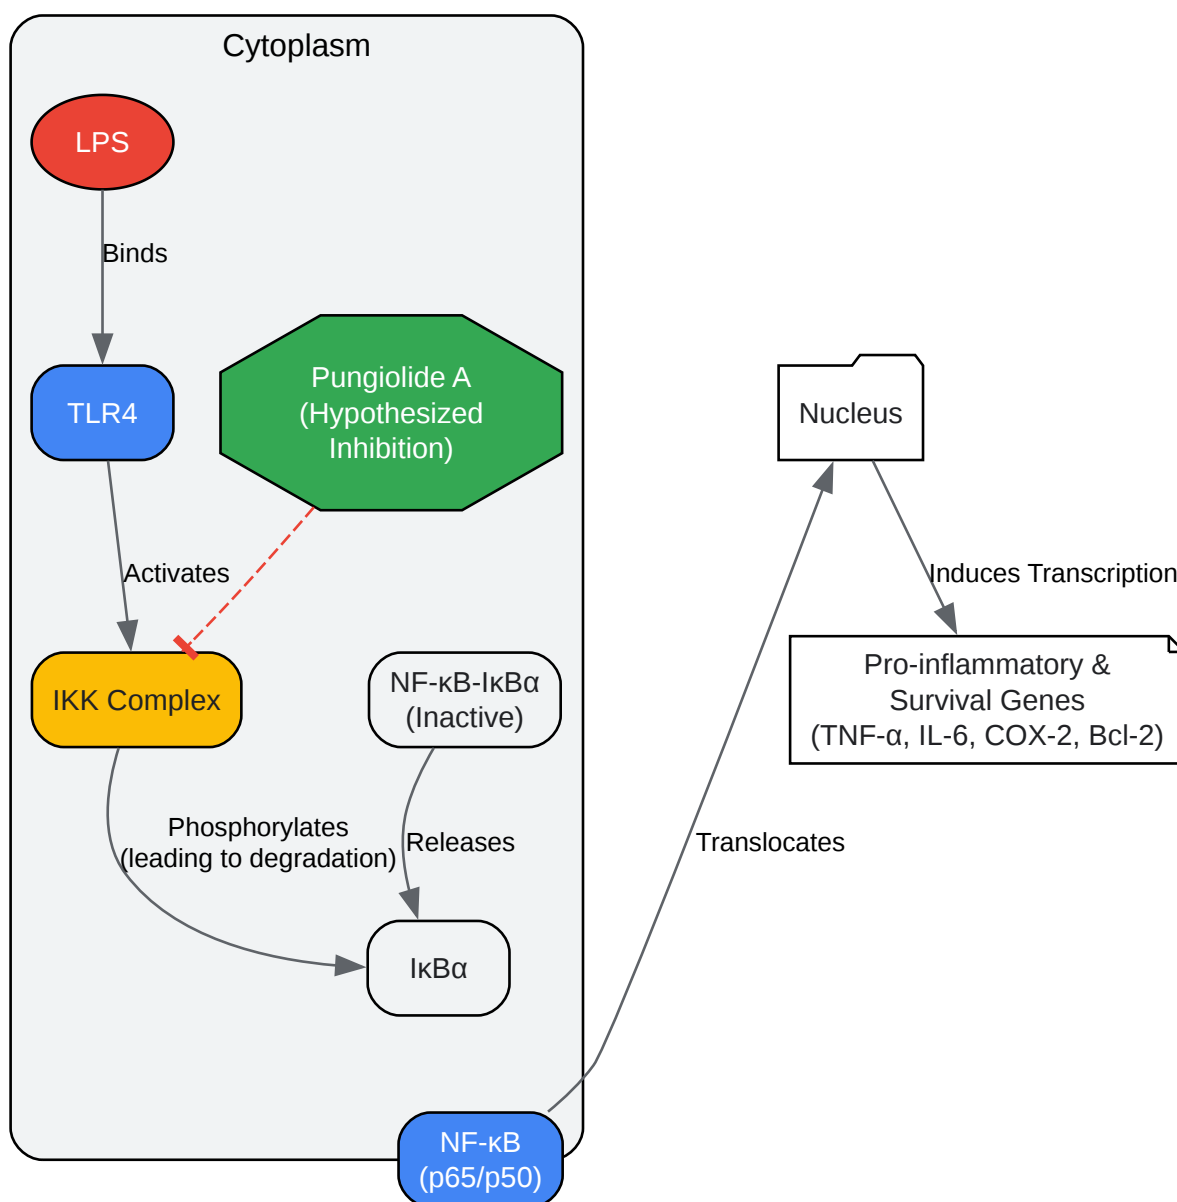 Cytoplasm
LPS
Binds
TLR4
Pungiolide A
(Hypothesized
Inhibition)
Nucleus
Activates
Induces Transcription
IKK Complex
NF-κB-IκBα
(Inactive)
Pro-inflammatory &
Survival Genes
(TNF-α, IL-6, COX-2, Bcl-2)
Phosphorylates
(leading to degradation)
Releases
Translocates
IκBα
NF-κB
(p65/p50)